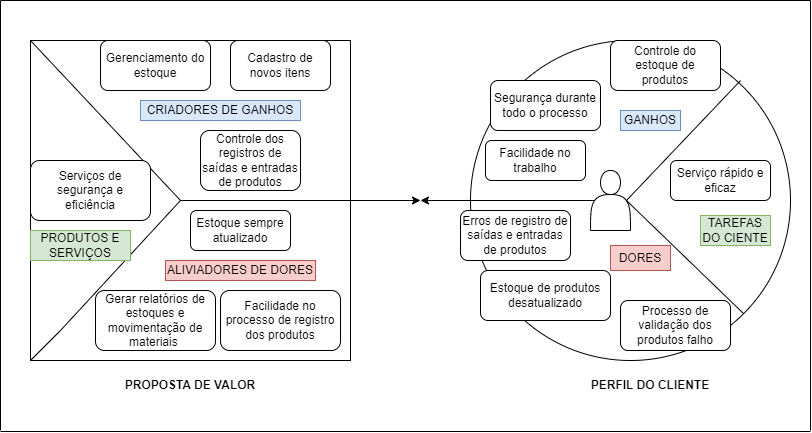 Gerenciamento do
estoque
Cadastro de
novos itens
CRIADORES DE GANHOS
Controle dos
registros de
saídas e entradas
de produtos
Serviços de
segurança e
eficiência
PRODUTOS E
SERVIÇOS
Estoque sempre
atualizado
ALIVIADORES DE DORES
Gerar relatórios de
estoques e
movimentação de
materiais
Facilidade no
processo de registro
dos produtos
PROPOSTA DE VALOR
Controle do
estoque de
produtos
Segurança durante
todo o processo
GANHOS
Facilidade no
trabalho
Serviço rápido e
eficaz
TAREFAS
DO CIENTE
Erros de registro de
saídas e entradas
de produtos
DORES
Estoque de produtos
desatualizado
Processo de
validação dos
produtos falho
PERFIL DO CLIENTE